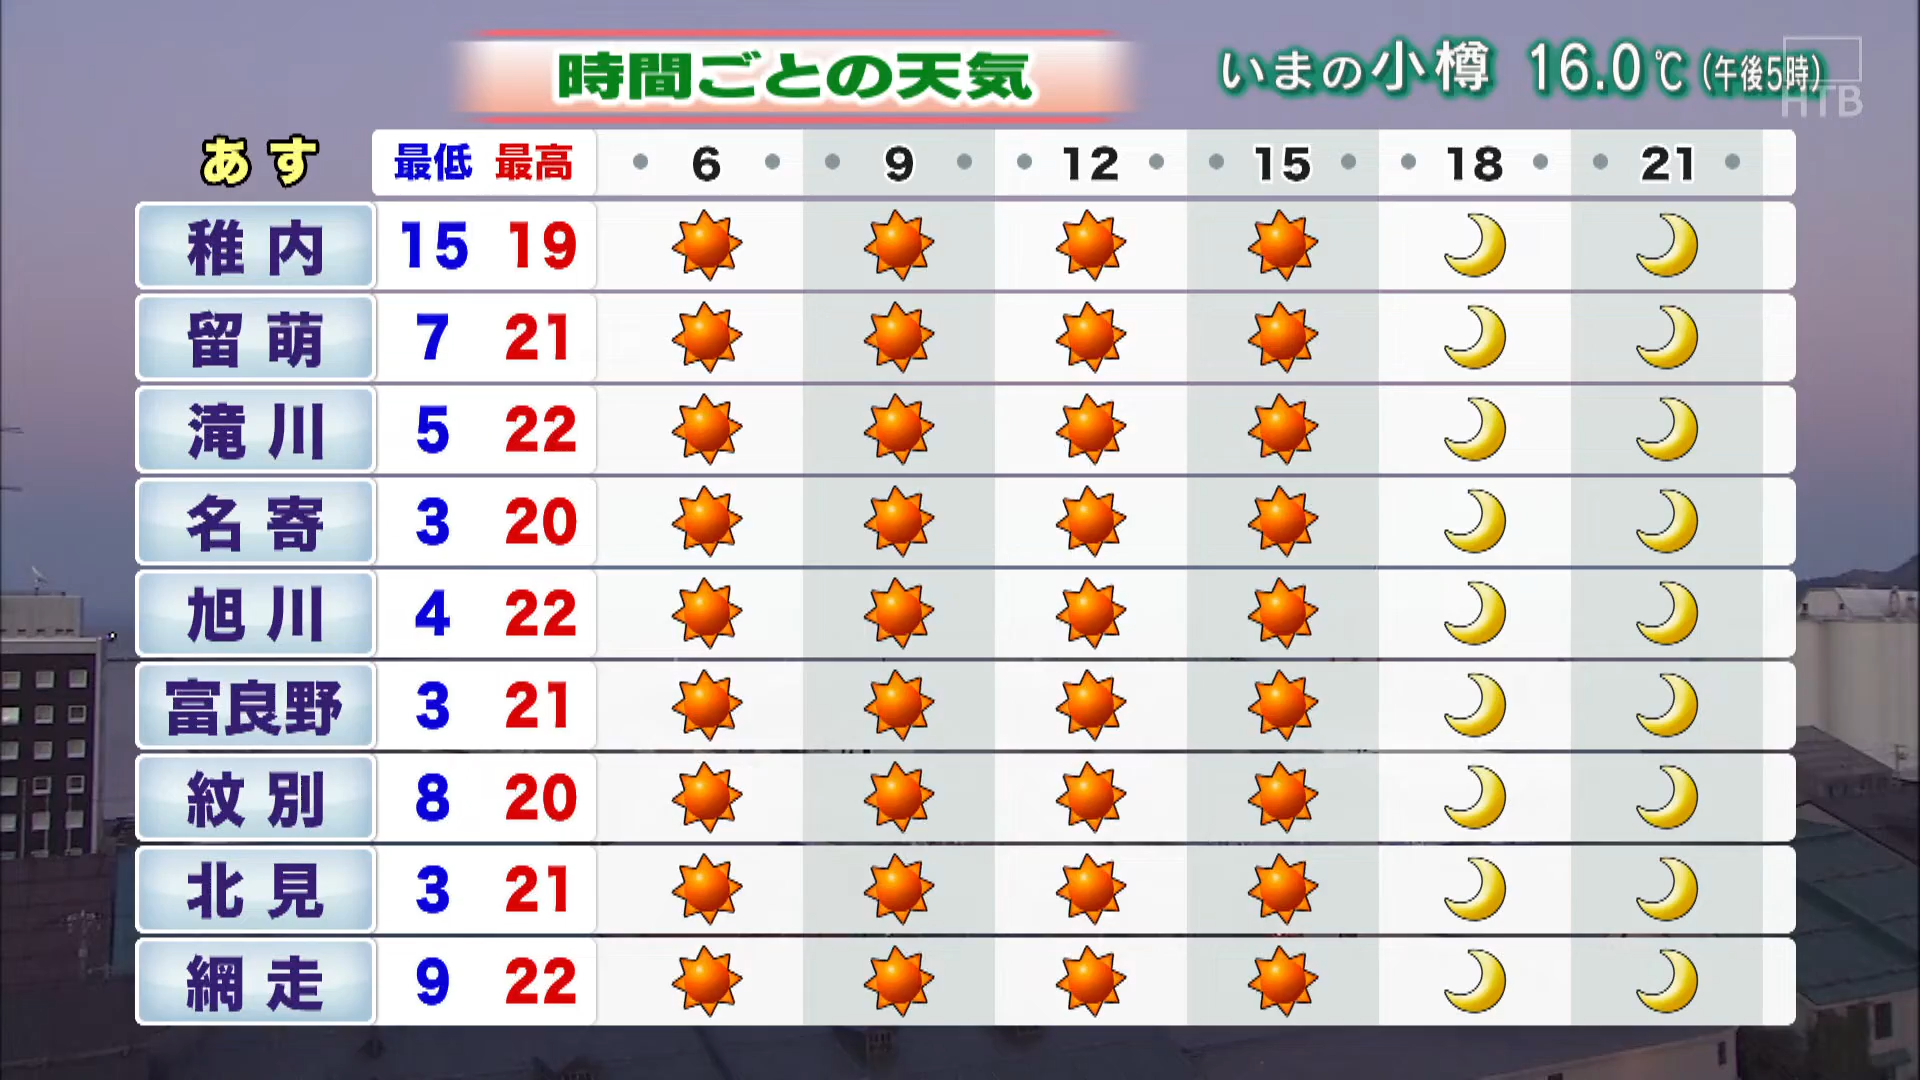 時間ごとの天気
いまの小樽 16.0℃(午後5時)
HTB
あす 最低 最高 6 9 12 15 18 21
稚内 15 19
留萌 7 21
滝川 5 22
名寄 3 20
旭川 4 22
富良野 3 21
紋別 8 20
北見 3 21
網走 9 22